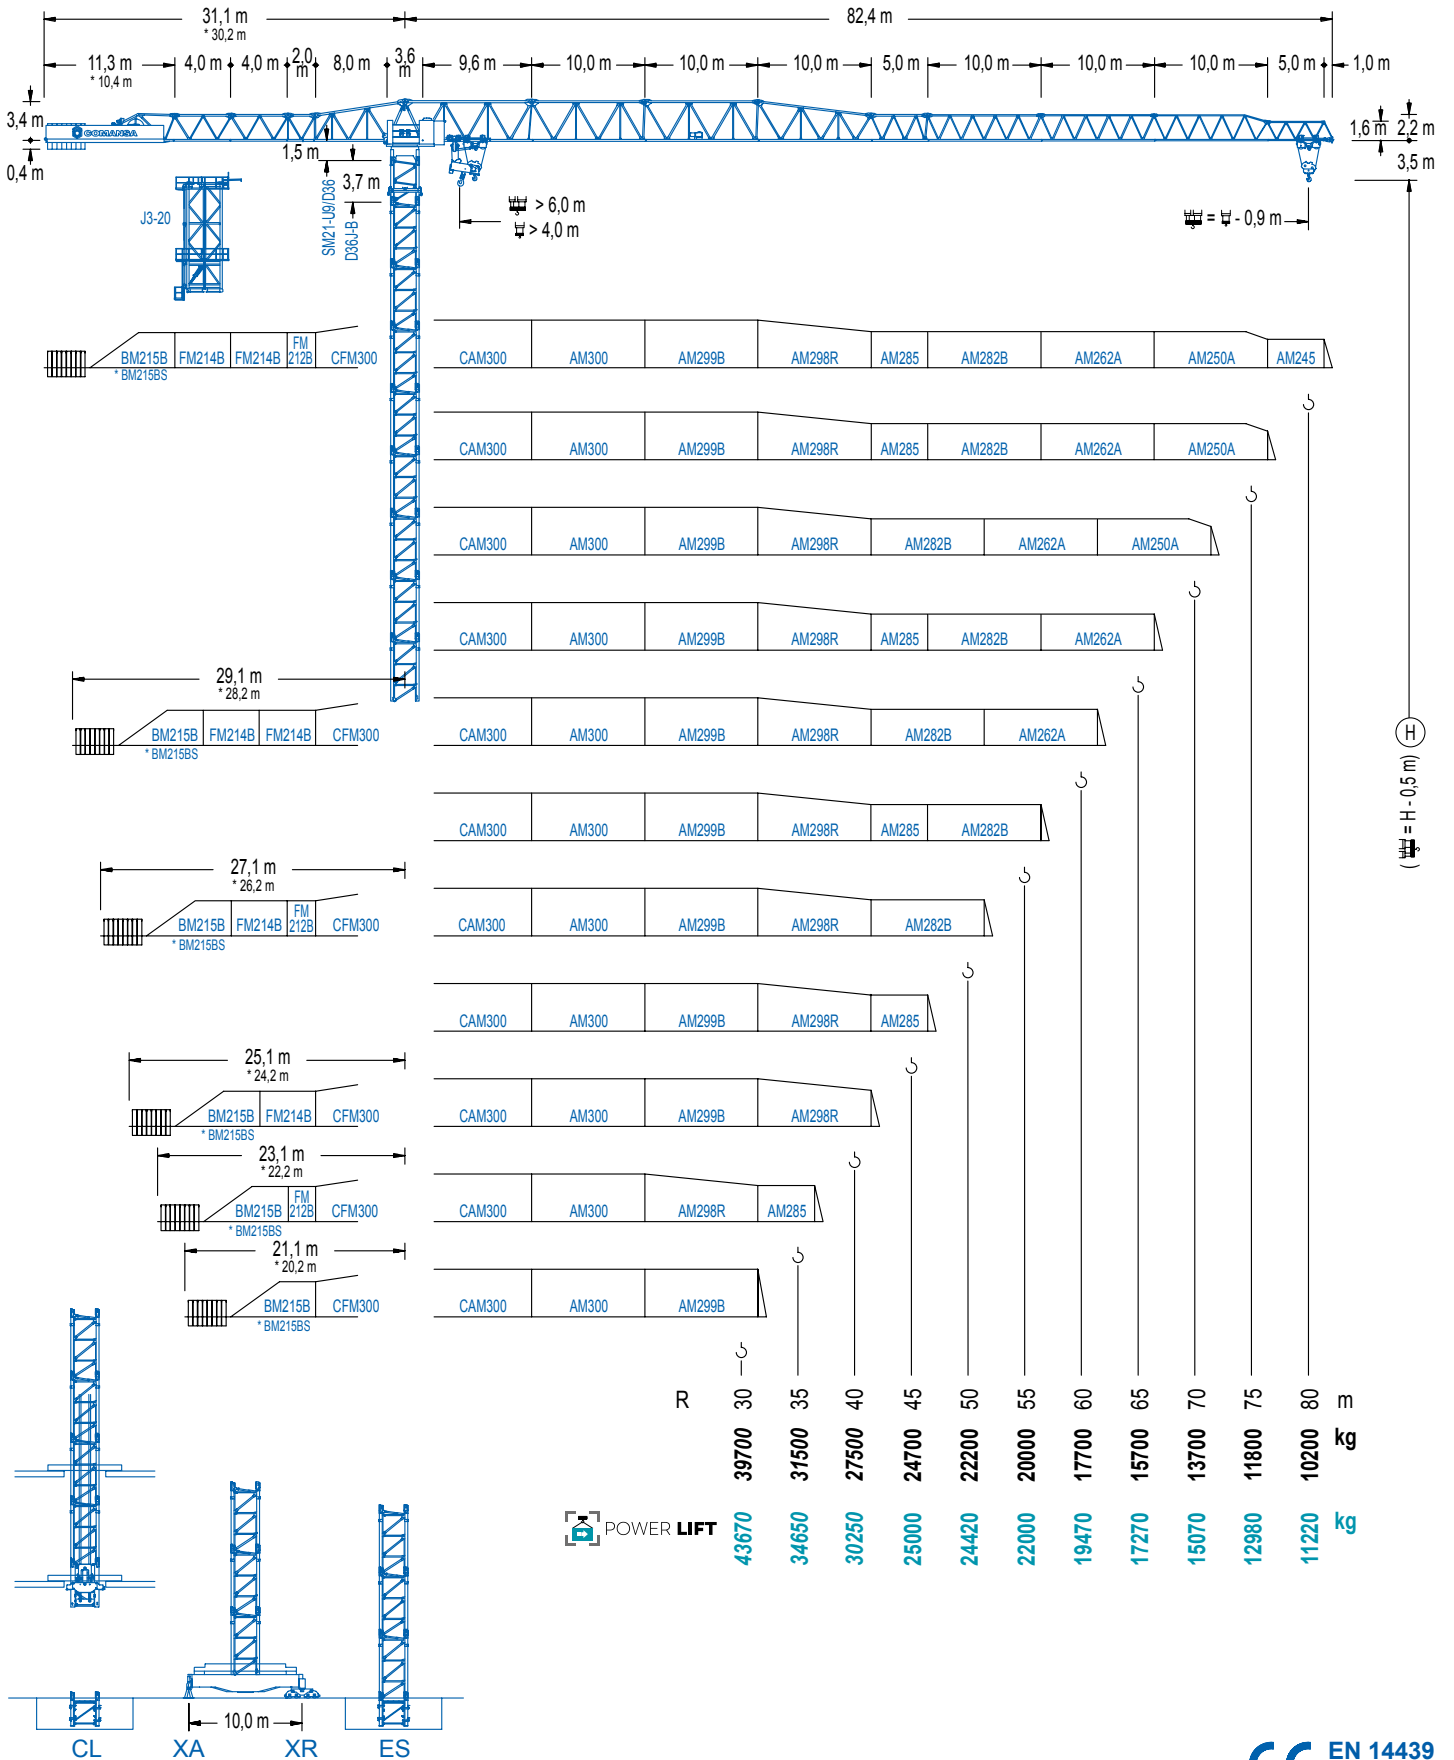 31,1 m
* 30,2 m
82,4 m
11,3 m
* 10,4 m
4,0 m
4,0 m
2,0 m
8,0 m
3,6 m
9,6 m
10,0 m
10,0 m
10,0 m
5,0 m
10,0 m
10,0 m
10,0 m
5,0 m
1,0 m
3,4 m
0,4 m
COMANSA
1,5 m
3,7 m
1,6 m
2,2 m
3,5 m
J3-20
SM21-U9/D36
D36J-B
> 6,0 m
> 4,0 m
= - 0,9 m
BM215B FM214B FM214B FM 212B CFM300 CAM300 AM300 AM299B AM298R AM285 AM282B AM262A AM250A AM245
* BM215BS
CAM300 AM300 AM299B AM298R AM285 AM282B AM262A AM250A
CAM300 AM300 AM299B AM298R AM282B AM262A AM250A
CAM300 AM300 AM299B AM298R AM285 AM282B AM262A
29,1 m
* 28,2 m
BM215B FM214B FM214B CFM300 CAM300 AM300 AM299B AM298R AM282B AM262A
* BM215BS
H
( = H - 0,5 m)
CAM300 AM300 AM299B AM298R AM285 AM282B
27,1 m
* 26,2 m
BM215B FM214B FM 212B CFM300 CAM300 AM300 AM299B AM298R AM282B
* BM215BS
CAM300 AM300 AM299B AM298R AM285
25,1 m
* 24,2 m
BM215B FM214B CFM300 CAM300 AM300 AM299B AM298R
* BM215BS
23,1 m
* 22,2 m
BM215B FM 212B CFM300 CAM300 AM300 AM298R AM285
* BM215BS
21,1 m
* 20,2 m
BM215B CFM300 CAM300 AM300 AM299B
* BM215BS
R 30 35 40 45 50 55 60 65 70 75 80 m
39700 31500 27500 24700 22200 20000 17700 15700 13700 11800 10200 kg
POWER LIFT 43670 34650 30250 25000 24420 22000 19470 17270 15070 12980 11220 kg
10,0 m
CL XA XR ES
CE EN 14439